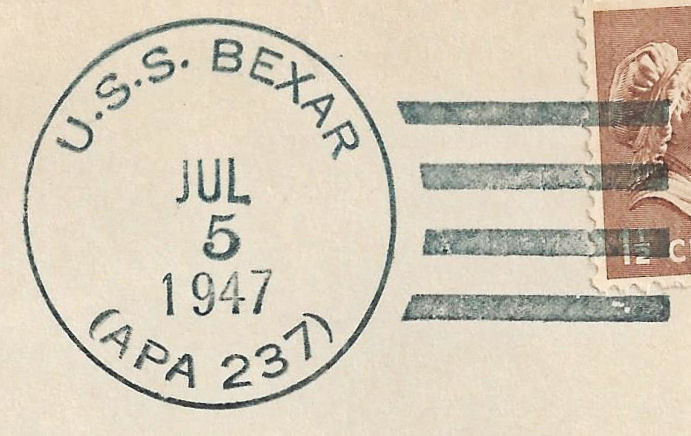 U.S.S. BEXAR
JUL
5
1947
(APA 237)
1½ C